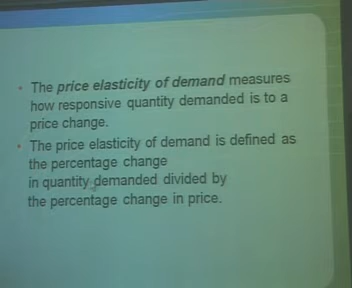 • The price elasticity of demand measures
how responsive quantity demanded is to a
price change.
• The price elasticity of demand is defined as
the percentage change
in quantity demanded divided by
the percentage change in price.